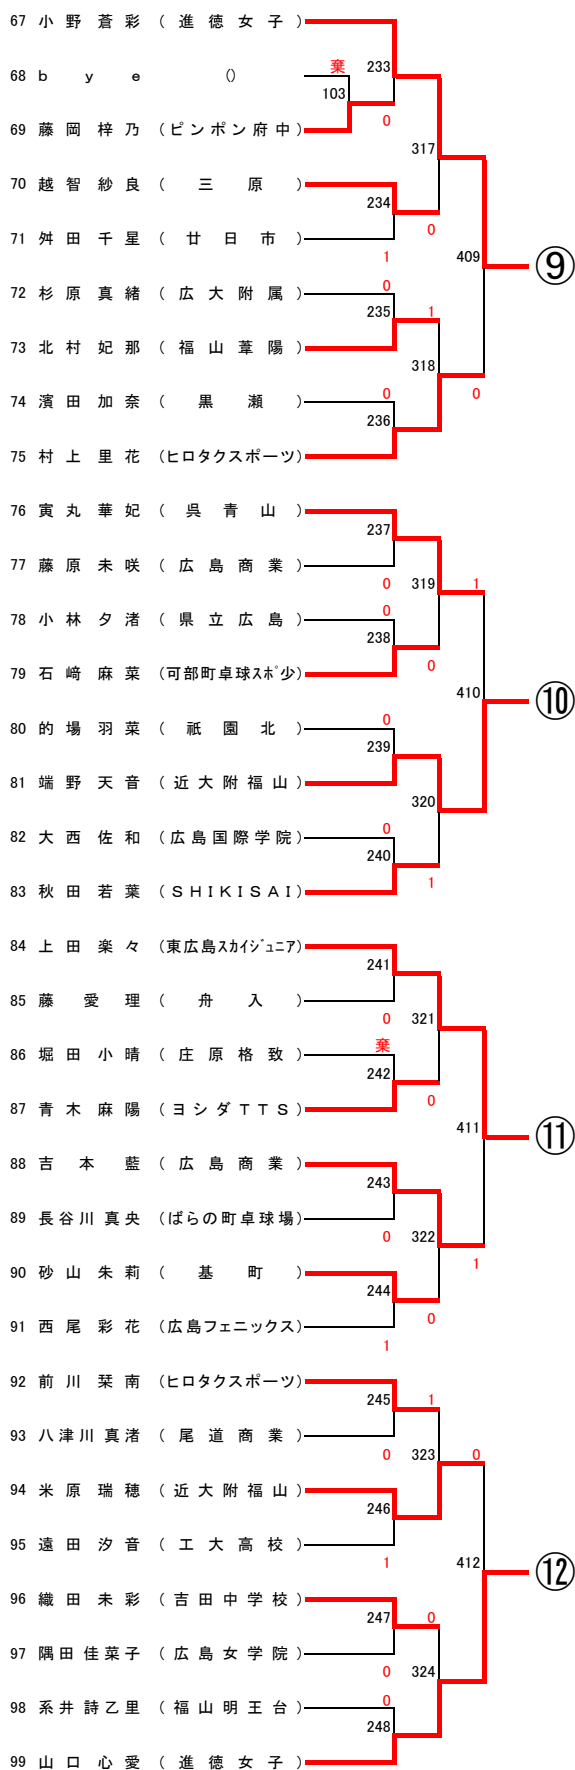 67 小野 蒼彩 (進徳女子)
棄 233
68 bye ()
103
69 藤岡 梓乃 (ピンポン府中) 0
317
70 越智 紗良 (三原)
234 0
71 舛田 千星 (廿日市) 1 409 ⑨
72 杉原 真緒 (広大附属) 0
235 1
73 北村 妃那 (福山葦陽)
318
74 濱田 加奈 (黒瀬) 0 0
236
75 村上 里花 (ヒロタクスポーツ)
76 寅丸 華妃 (呉青山)
237
77 藤原 未咲 (広島商業) 0 319 1
78 小林 夕渚 (県立広島) 0
238
79 石﨑 麻菜 (可部町卓球スポ少) 0
410 ⑩
80 的場 羽菜 (祇園北) 0
239
81 端野 天音 (近大附福山)
320
82 大西 佐和 (広島国際学院) 0
240
83 秋田 若葉 (SHIKISAI) 1
84 上田 楽々 (東広島スカイジュニア)
241
85 藤 愛理 (舟入) 0 321
86 堀田 小晴 (庄原格致) 棄
242
87 青木 麻陽 (ヨシダTTS) 0
411 ⑪
88 吉本 藍 (広島商業)
243
89 長谷川 真央 (ばらの町卓球場) 0 322
1
90 砂山 朱莉 (基町)
244
91 西尾 彩花 (広島フェニックス) 1 0
92 前川 栞南 (ヒロタクスポーツ)
245 1
93 八津川 真渚 (尾道商業) 0 323 0
94 米原 瑞穂 (近大附福山)
246
95 遠田 汐音 (工大高校) 1
412 ⑫
96 織田 未彩 (吉田中学校)
247 0
97 隅田 佳菜子 (広島女学院) 0 324
98 系井 詩乙里 (福山明王台) 0
248
99 山口 心愛 (進徳女子)